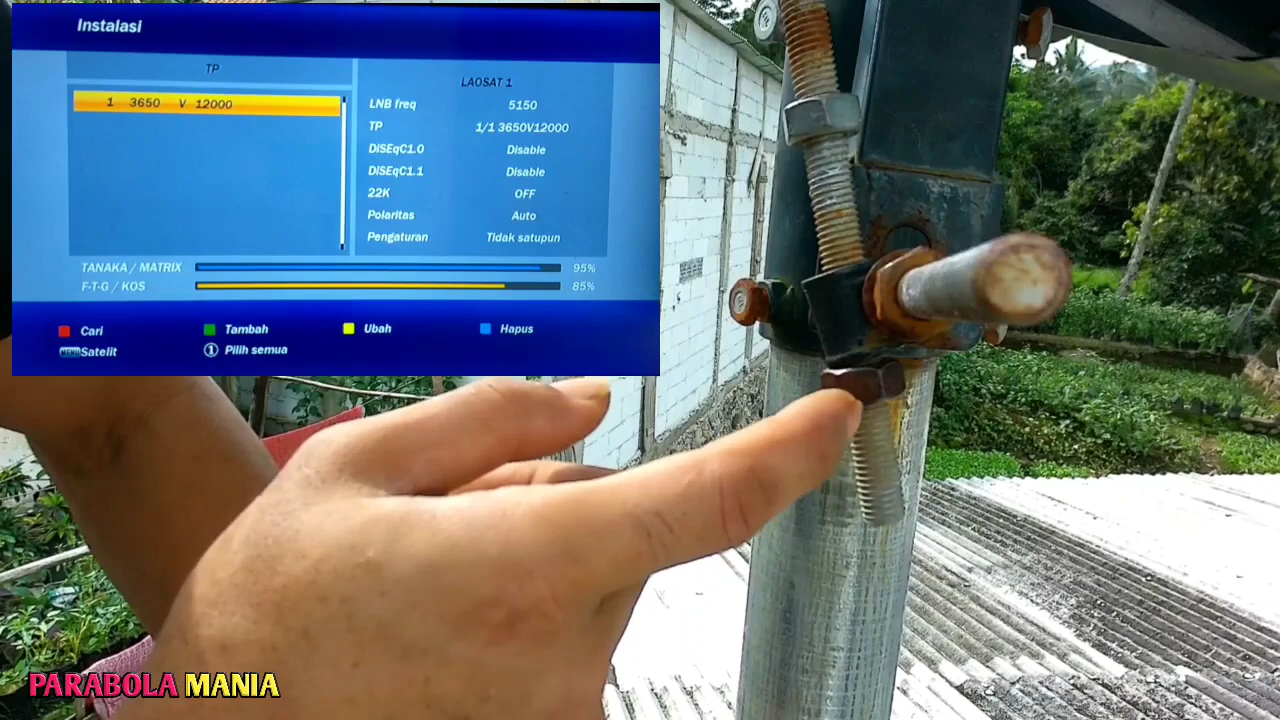 Instalasi
TP
1 3650 V 12000
LAOSAT 1
LNB freq 5150
TP 1/1 3650V12000
DISEqC1.0 Disable
DISEqC1.1 Disable
22K OFF
Polaritas Auto
Pengaturan Tidak satupun
TANAKA / MATRIX 95%
F-T-G / KOS 85%
Cari Tambah Ubah Hapus
MENU Satelit 1 Pilih semua
PARABOLA MANIA